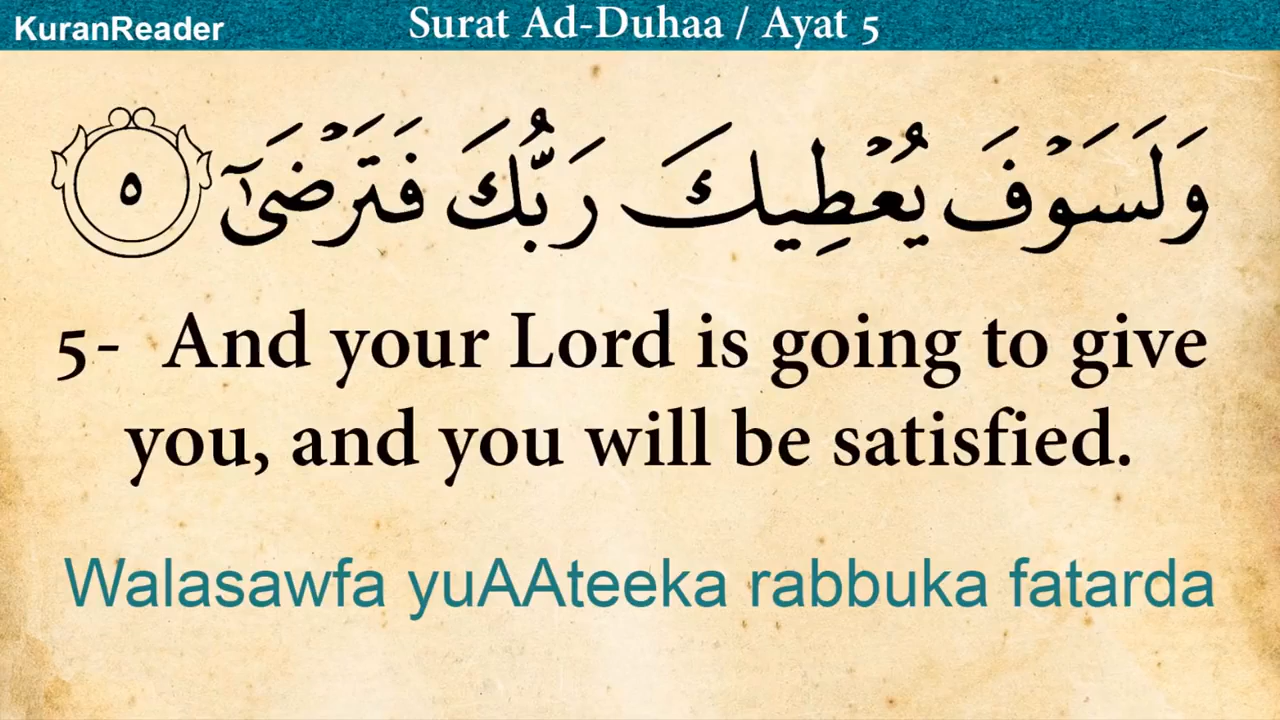 KuranReader
Surat Ad-Duhaa / Ayat 5
وَلَسَوْفَ يُعْطِيكَ رَبُّكَ فَتَرْضَىٰٓ ٥
5- And your Lord is going to give
you, and you will be satisfied.
Walasawfa yuAAteeka rabbuka fatarda